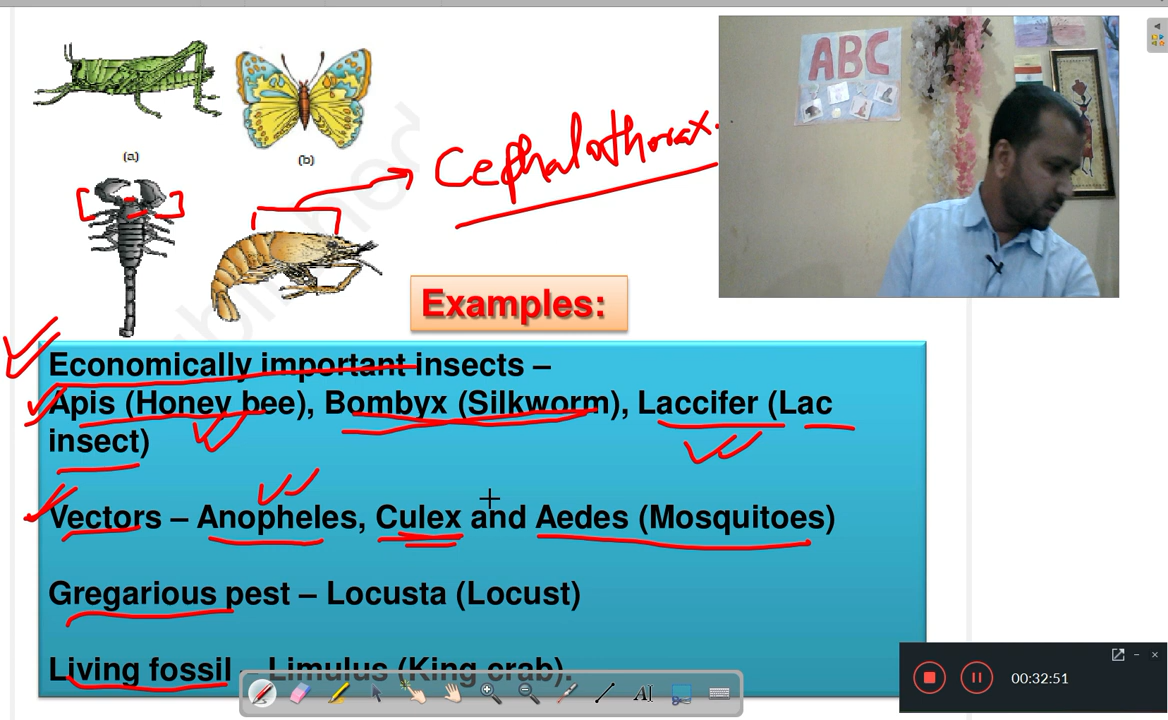 ABC
(a)
(b)
Cephalothorax.
Examples:
Economically important insects –
Apis (Honey bee), Bombyx (Silkworm), Laccifer (Lac
insect)
Vectors – Anopheles, Culex and Aedes (Mosquitoes)
Gregarious pest – Locusta (Locust)
Living fossil – Limulus (King crab).
00:32:51